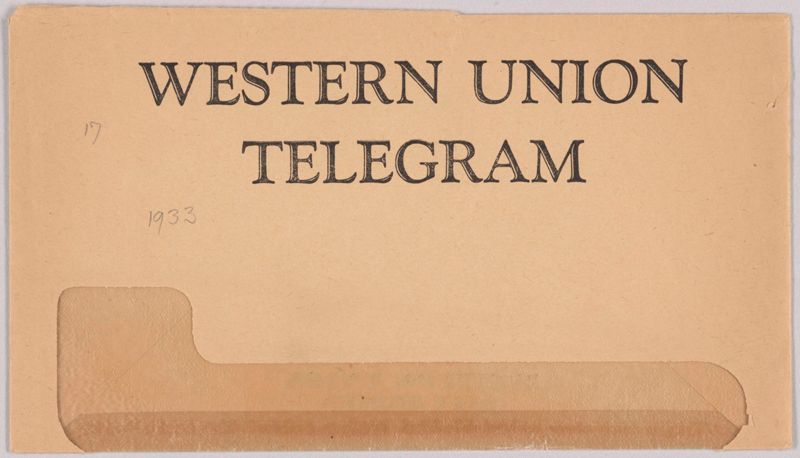 WESTERN UNION
TELEGRAM
17
1933